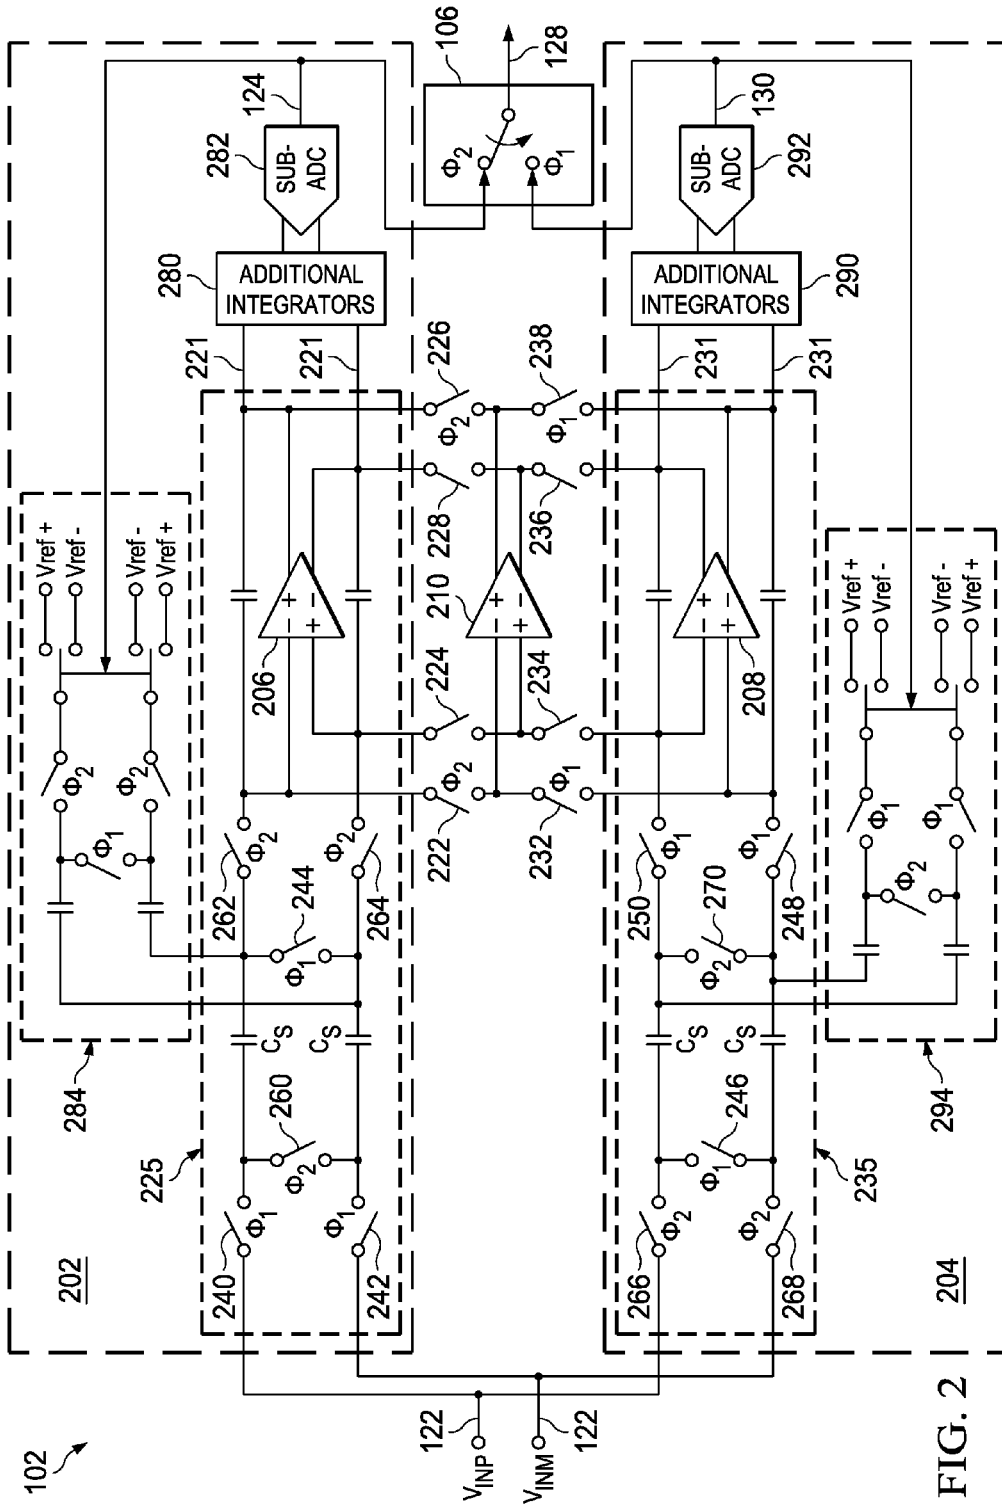 102
202
284
Vref +
Vref -
Vref -
Vref +
Φ2
Φ2
Φ1
225
240
242
Φ1
Φ1
260
Φ2
CS
CS
244
Φ1
262
264
Φ2
Φ2
206
- +
+ -
221
221
280
ADDITIONAL
INTEGRATORS
282
SUB-
ADC
124
106
Φ2
Φ1
128
222
224
Φ2
228
226
Φ2
210
- +
+ -
232
234
Φ1
236
238
Φ1
VINP
VINM
122
122
266
268
Φ2
Φ2
246
Φ1
CS
CS
270
Φ2
250
248
Φ1
Φ1
208
+ -
- +
231
231
290
ADDITIONAL
INTEGRATORS
292
SUB-
ADC
130
235
204
294
Φ2
Φ1
Φ1
Vref +
Vref -
Vref -
Vref +
FIG. 2